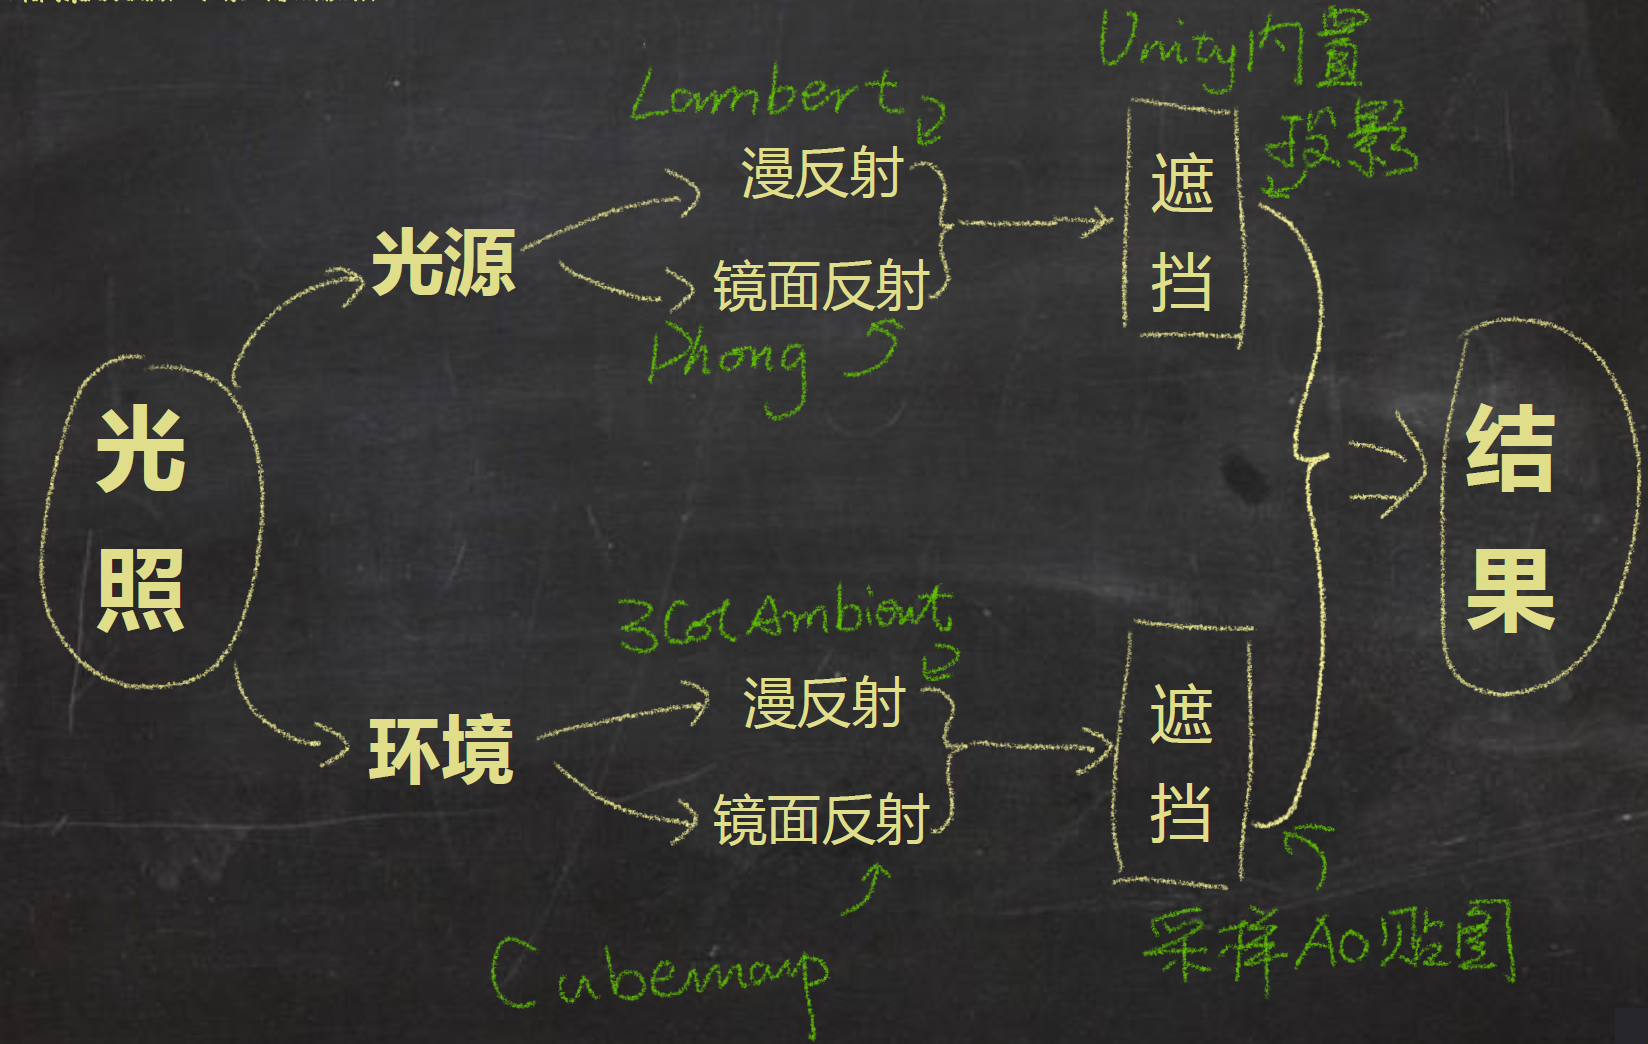 Unity内置
投影
Lambert
漫反射
遮
挡
光源
镜面反射
Phong
光
照
结
果
3Col Ambient
漫反射
遮
挡
环境
镜面反射
Cubemap
采样AO贴图